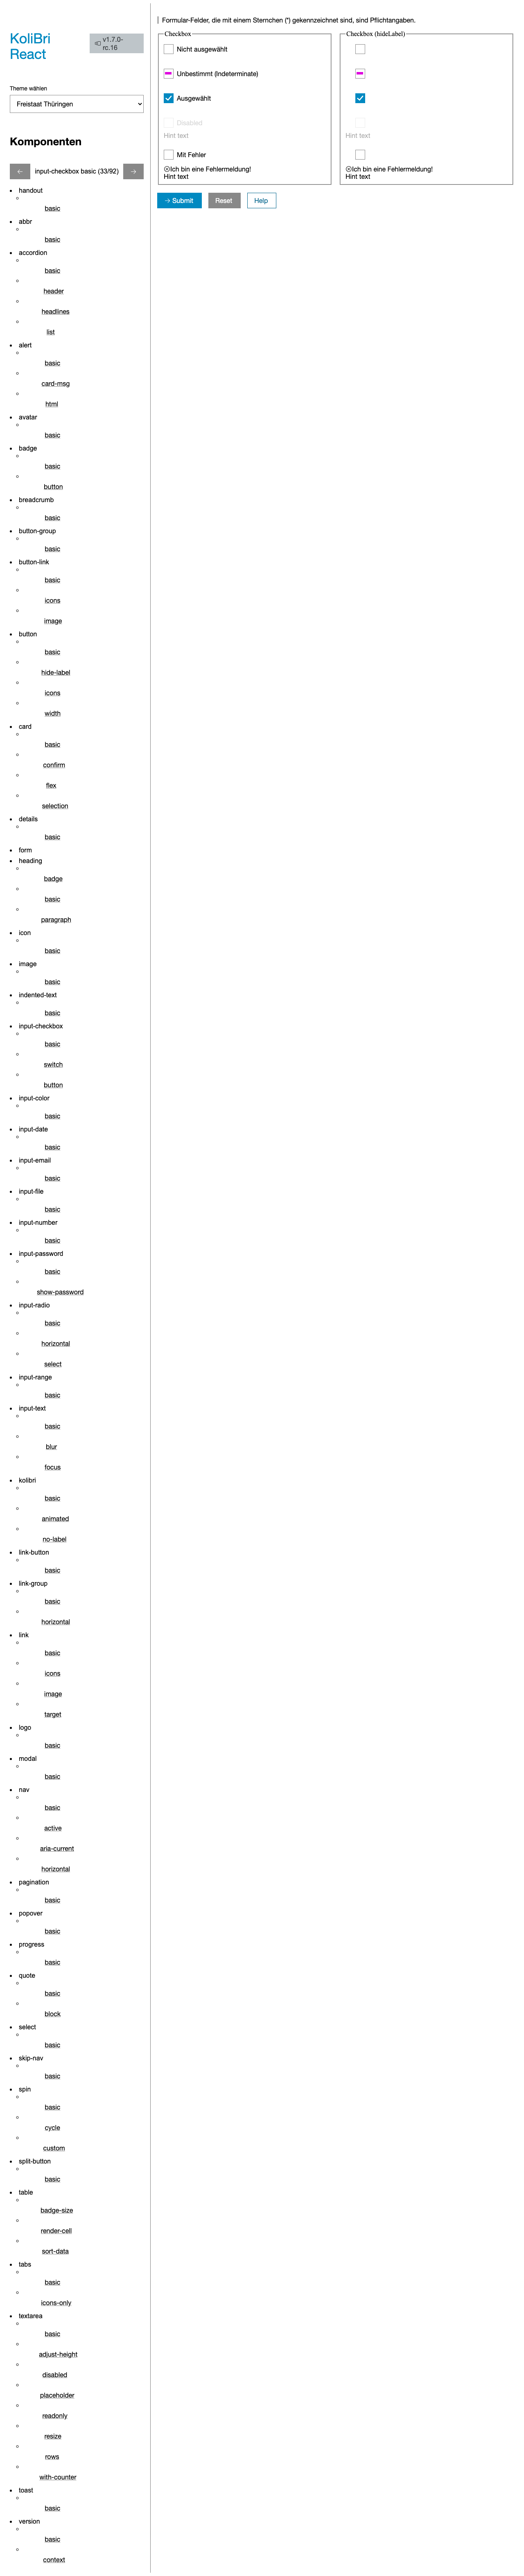 KoliBri
React
v1.7.0-
rc.16
Theme wählen
Freistaat Thüringen
Komponenten
← input-checkbox basic (33/92) →
handout
basic
abbr
basic
accordion
basic
header
headlines
list
alert
basic
card-msg
html
avatar
basic
badge
basic
button
breadcrumb
basic
button-group
basic
button-link
basic
icons
image
button
basic
hide-label
icons
width
card
basic
confirm
flex
selection
details
basic
form
heading
badge
basic
paragraph
icon
basic
image
basic
indented-text
basic
input-checkbox
basic
switch
button
input-color
basic
input-date
basic
input-email
basic
input-file
basic
input-number
basic
input-password
basic
show-password
input-radio
basic
horizontal
select
input-range
basic
input-text
basic
blur
focus
kolibri
basic
animated
no-label
link-button
basic
link-group
basic
horizontal
link
basic
icons
image
target
logo
basic
modal
basic
nav
basic
active
aria-current
horizontal
pagination
basic
popover
basic
progress
basic
quote
basic
block
select
basic
skip-nav
basic
spin
basic
cycle
custom
split-button
basic
table
badge-size
render-cell
sort-data
tabs
basic
icons-only
textarea
basic
adjust-height
disabled
placeholder
readonly
resize
rows
with-counter
toast
basic
version
basic
context
Formular-Felder, die mit einem Sternchen (*) gekennzeichnet sind, sind Pflichtangaben.
Checkbox
Nicht ausgewählt
Unbestimmt (Indeterminate)
Ausgewählt
Disabled
Hint text
Mit Fehler
Ich bin eine Fehlermeldung!
Hint text
Checkbox (hideLabel)
Hint text
Ich bin eine Fehlermeldung!
Hint text
→ Submit
Reset
Help